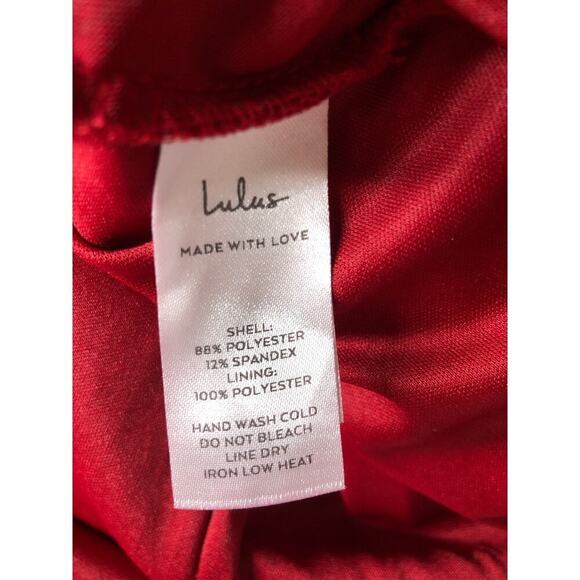 Lulus
MADE WITH LOVE
SHELL:
88% POLYESTER
12% SPANDEX
LINING:
100% POLYESTER
HAND WASH COLD
DO NOT BLEACH
LINE DRY
IRON LOW HEAT